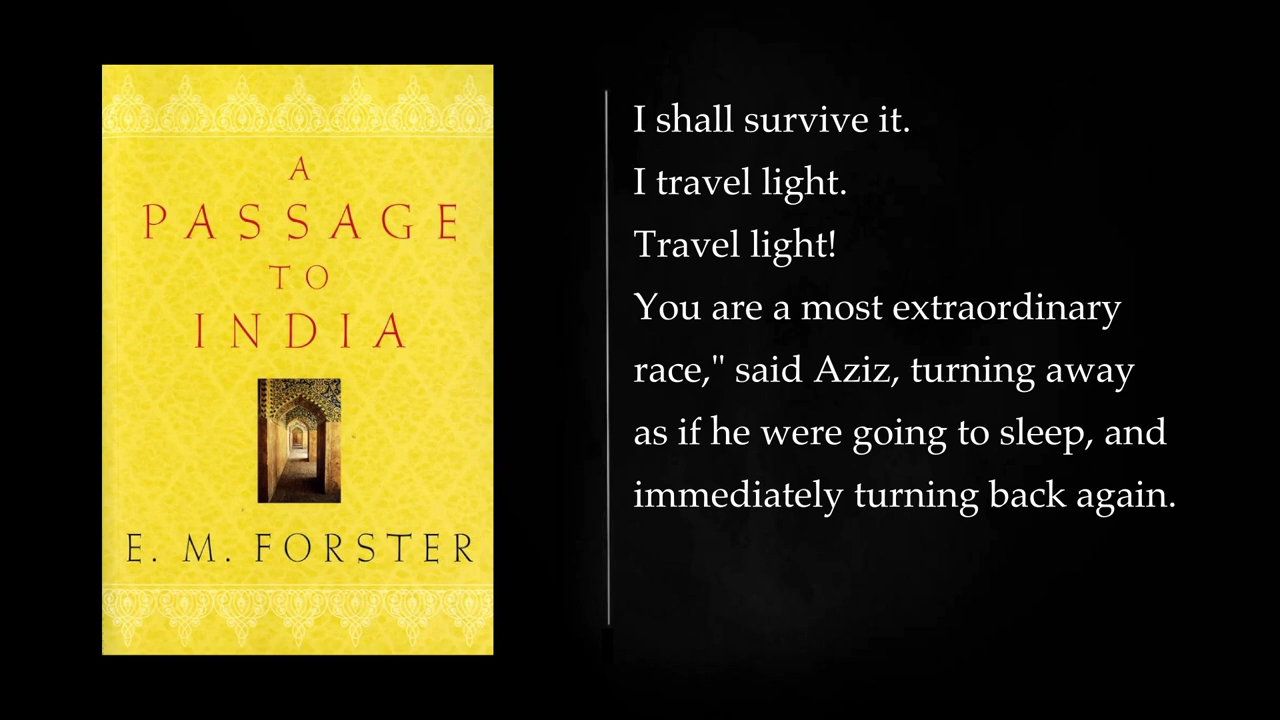 A
PASSAGE
TO
INDIA
E. M. FORSTER
I shall survive it.
I travel light.
Travel light!
You are a most extraordinary
race," said Aziz, turning away
as if he were going to sleep, and
immediately turning back again.